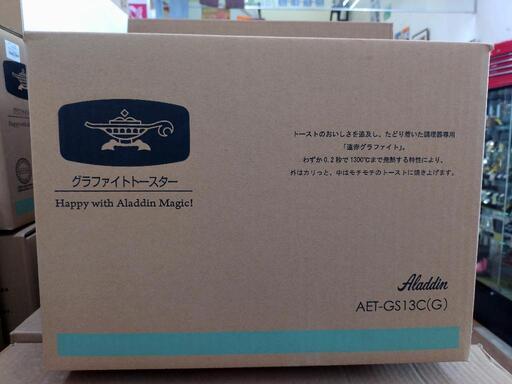 グラファイトトースター
Happy with Aladdin Magic!
トーストのおいしさを追及し、たどり着いた調理器専用
「遠赤グラファイト」。
わずか0.2秒で1300℃まで発熱する特性により、
外はカリっと、中はモチモチのトーストに焼き上げます。
Aladdin
AET-GS13C(G)